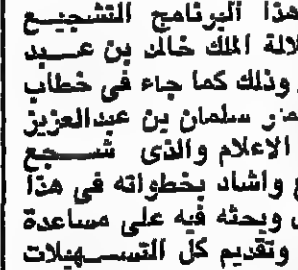 هذا البرنامج التشجيع
لالة الملك خالد بن عبد
وذلك كما جاء في خطاب
سلمان بن عبدالعزيز
الاعلام والذى شجع
واشاد بخطواته في هذا
ويحثه فيه على مساعدة
وتقديم كل التسهيلات